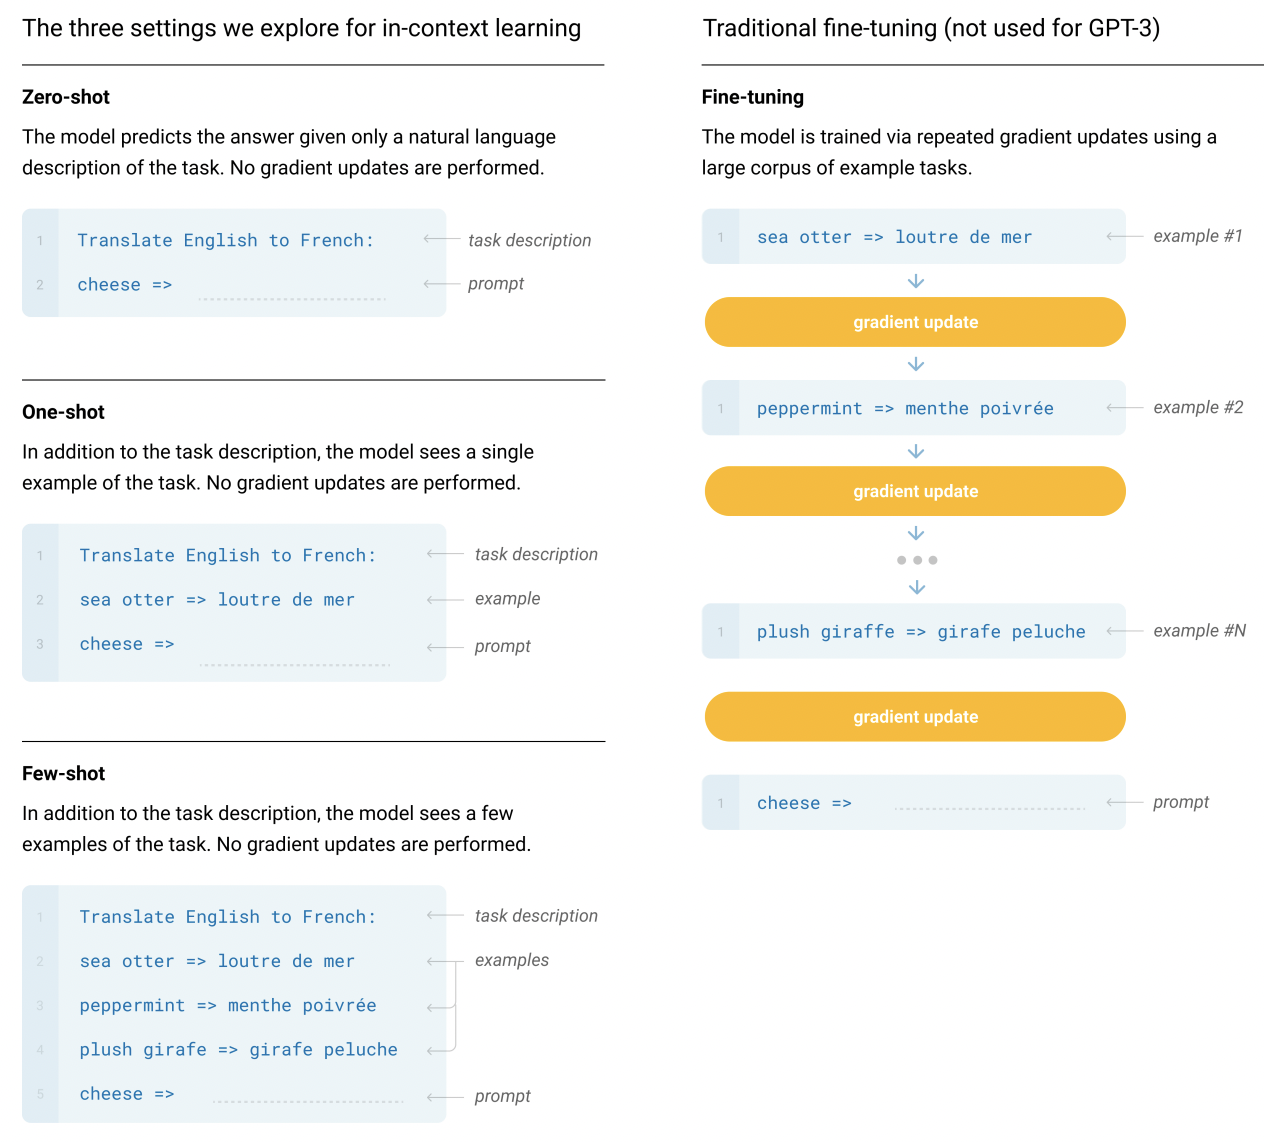 The three settings we explore for in-context learning
Zero-shot
The model predicts the answer given only a natural language
description of the task. No gradient updates are performed.
1 Translate English to French: task description
2 cheese => prompt
One-shot
In addition to the task description, the model sees a single
example of the task. No gradient updates are performed.
1 Translate English to French: task description
2 sea otter => loutre de mer example
3 cheese => prompt
Few-shot
In addition to the task description, the model sees a few
examples of the task. No gradient updates are performed.
1 Translate English to French: task description
2 sea otter => loutre de mer examples
3 peppermint => menthe poivrée
4 plush girafe => girafe peluche
5 cheese => prompt
Traditional fine-tuning (not used for GPT-3)
Fine-tuning
The model is trained via repeated gradient updates using a
large corpus of example tasks.
1 sea otter => loutre de mer example #1
gradient update
1 peppermint => menthe poivrée example #2
gradient update
1 plush giraffe => girafe peluche example #N
gradient update
1 cheese => prompt